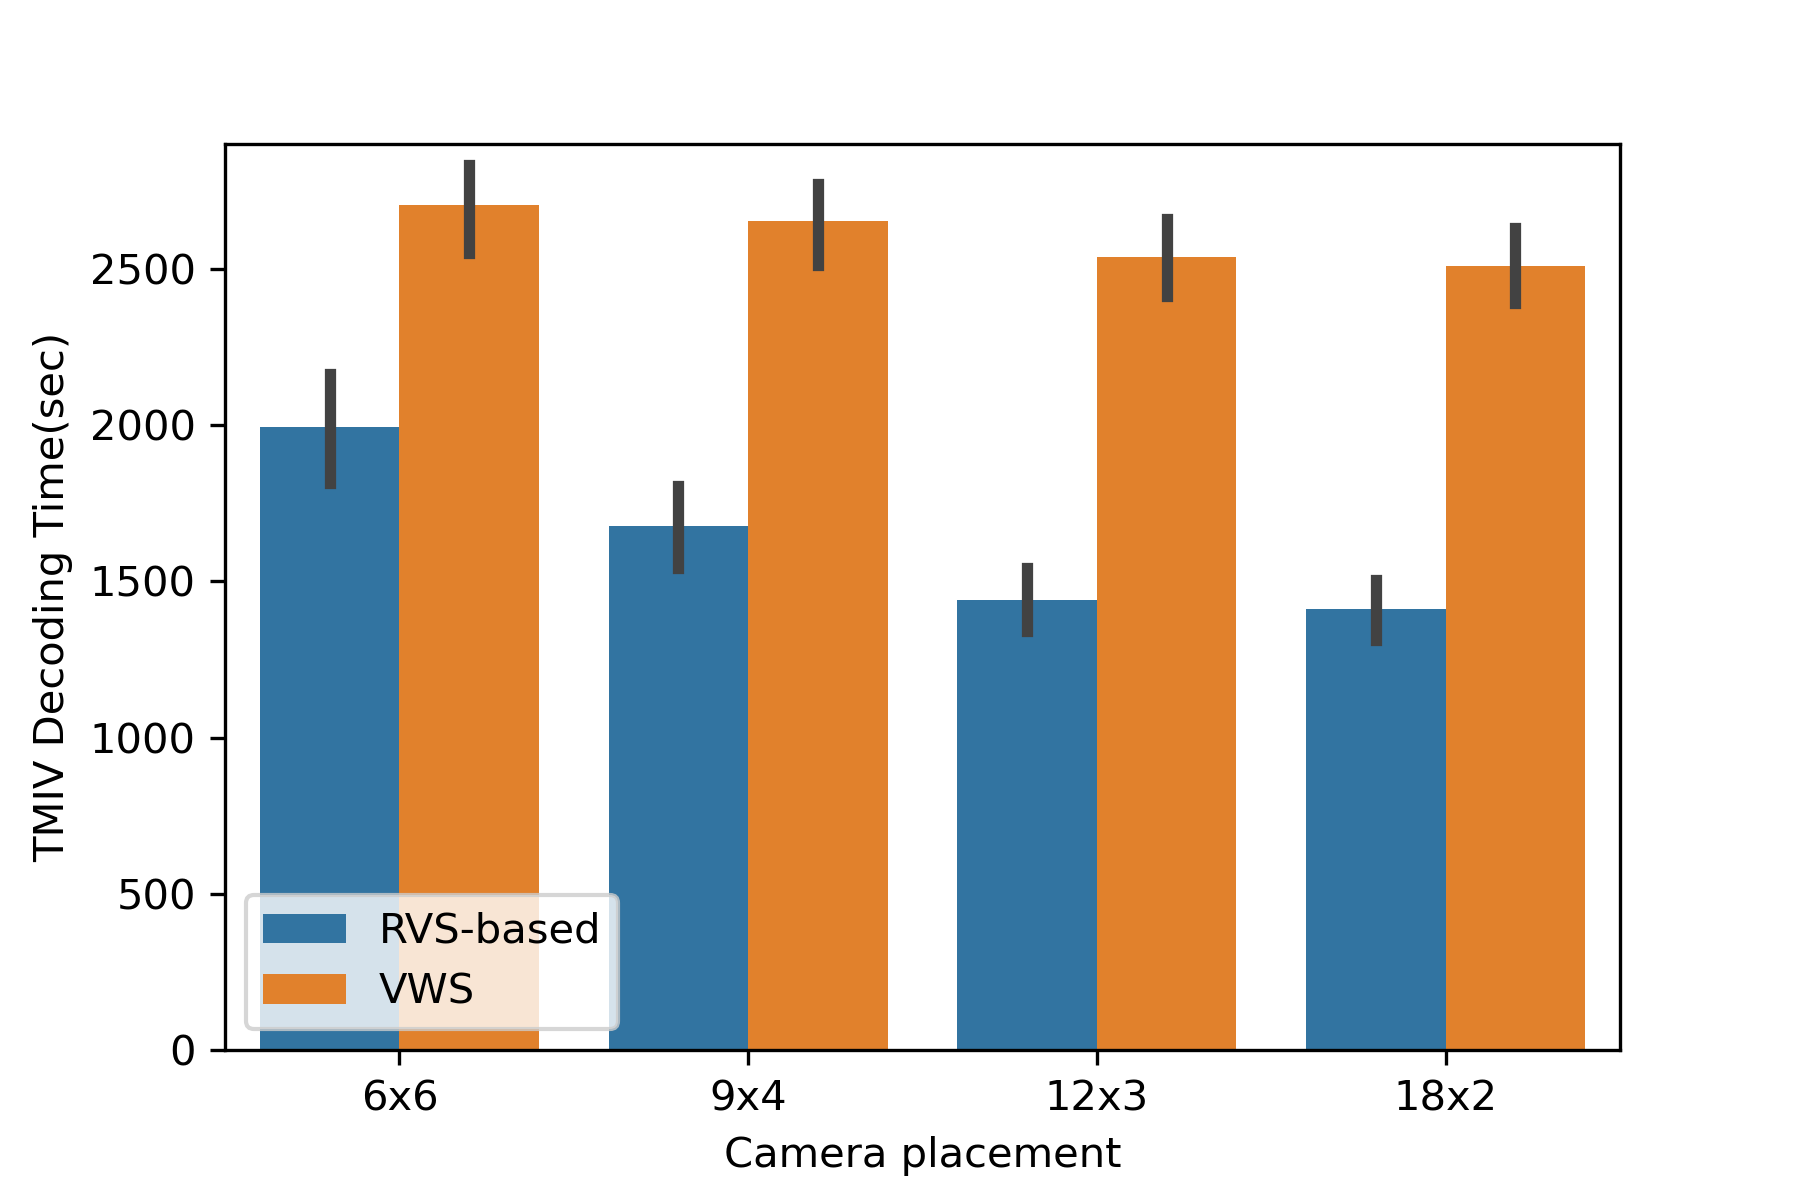 TMIV Decoding Time(sec)
2500
2000
1500
1000
500
0
RVS-based
VWS
6x6
9x4
12x3
18x2
Camera placement